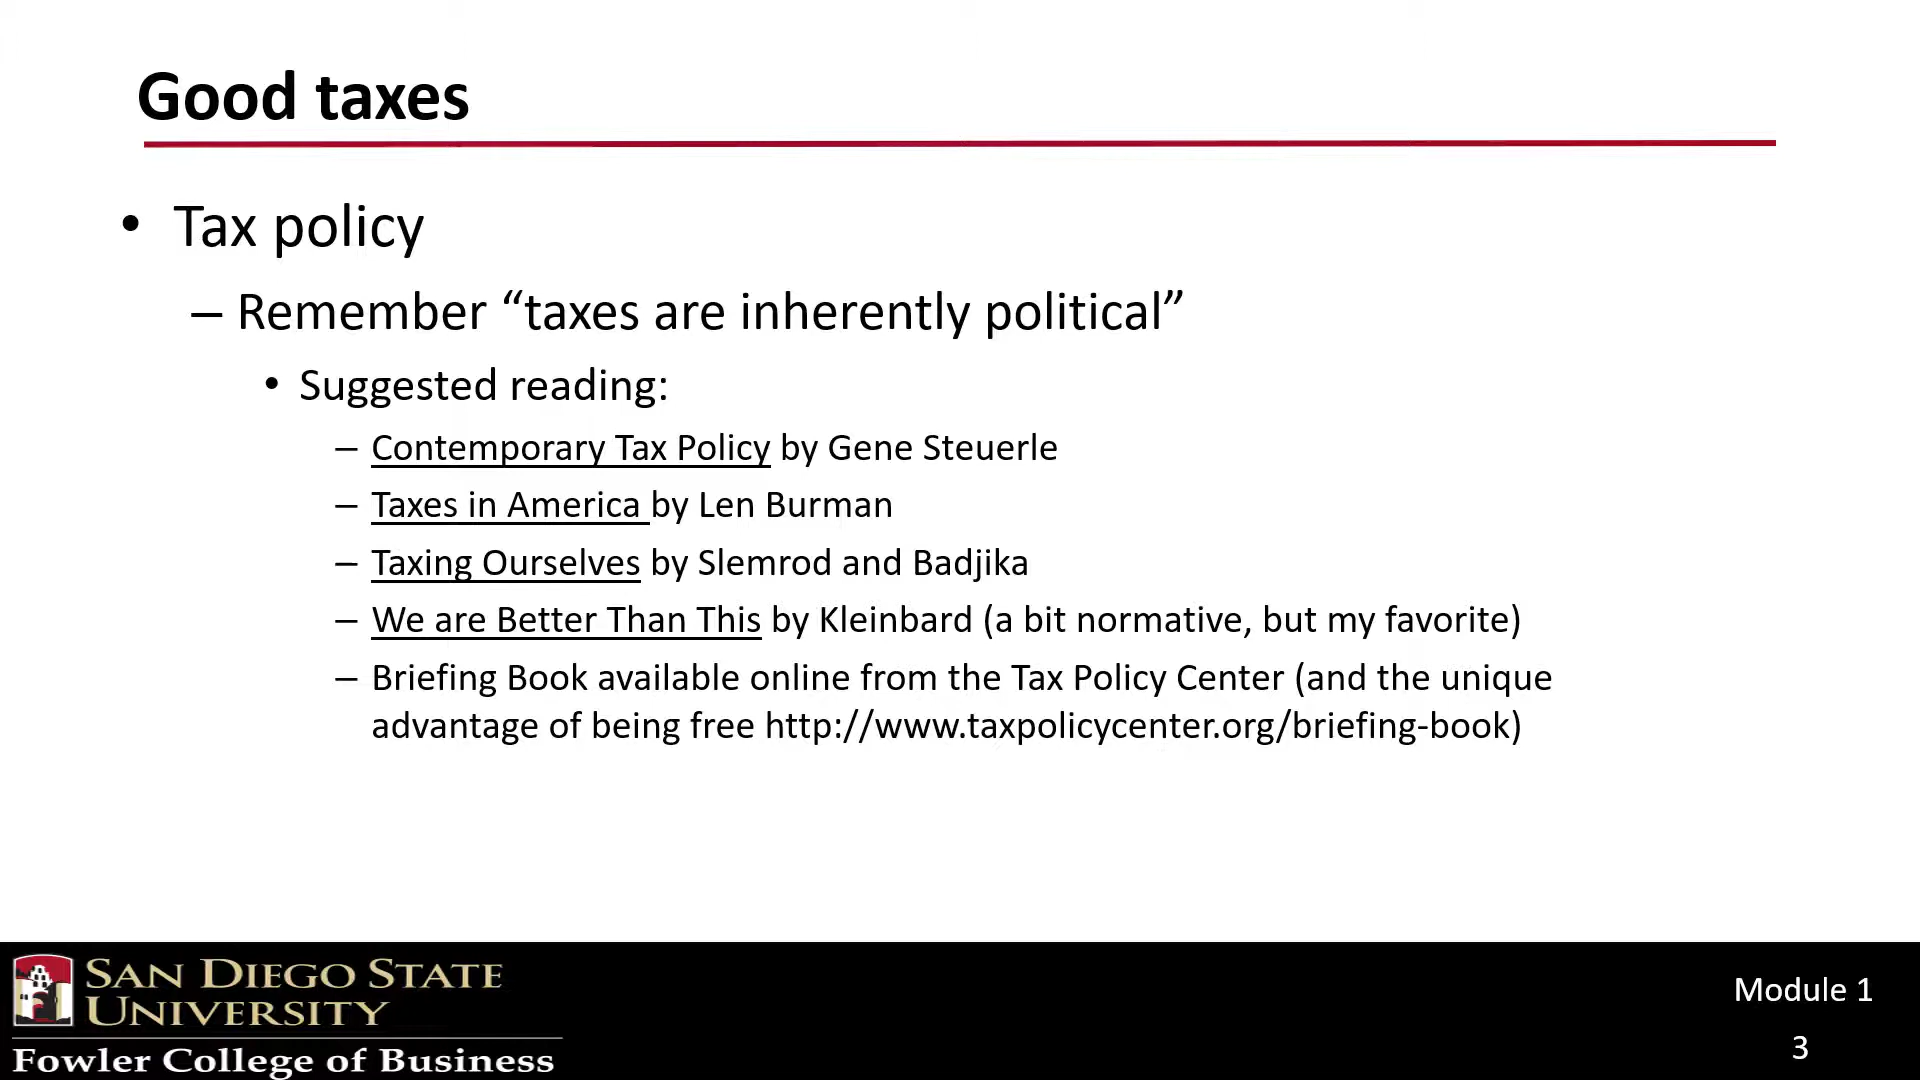 Good taxes
• Tax policy
– Remember “taxes are inherently political”
• Suggested reading:
– Contemporary Tax Policy by Gene Steuerle
– Taxes in America by Len Burman
– Taxing Ourselves by Slemrod and Badjika
– We are Better Than This by Kleinbard (a bit normative, but my favorite)
– Briefing Book available online from the Tax Policy Center (and the unique
advantage of being free http://www.taxpolicycenter.org/briefing-book)
SAN DIEGO STATE
UNIVERSITY
Fowler College of Business
Module 1
3